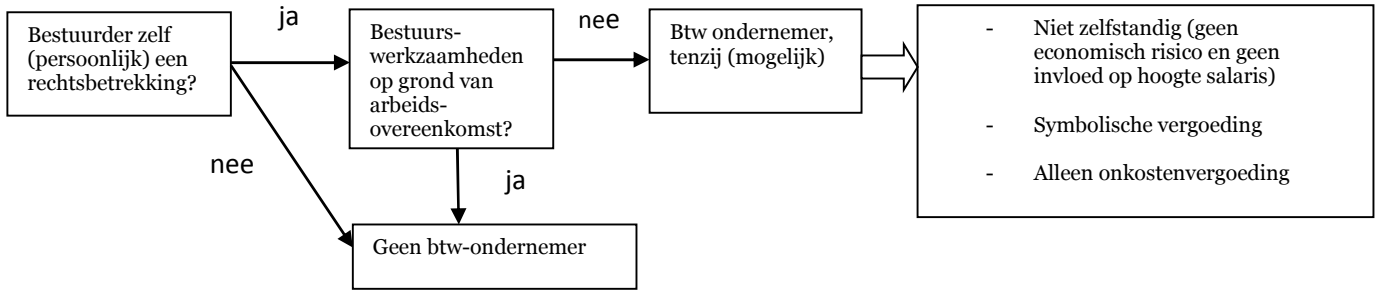 Bestuurder zelf
(persoonlijk) een
rechtsbetrekking?
ja
Bestuurs-
werkzaamheden
op grond van
arbeids-
overeenkomst?
nee
Btw ondernemer,
tenzij (mogelijk)
- Niet zelfstandig (geen
economisch risico en geen
invloed op hoogte salaris)
- Symbolische vergoeding
- Alleen onkostenvergoeding
nee
ja
Geen btw-ondernemer